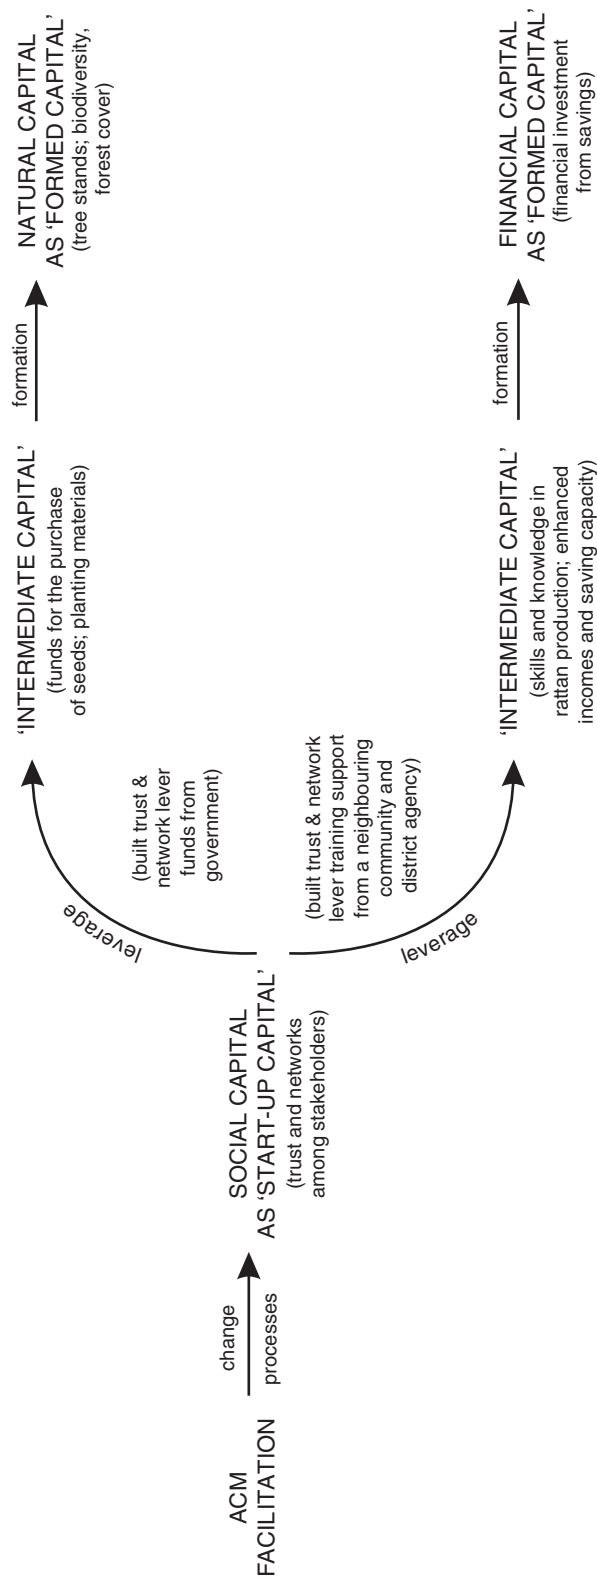 ACM
FACILITATION
change
processes
SOCIAL CAPITAL
AS ‘START-UP CAPITAL’
(trust and networks
among stakeholders)
leverage
(built trust &
network lever
funds from
government)
‘INTERMEDIATE CAPITAL’
(funds for the purchase
of seeds; planting materials)
formation
NATURAL CAPITAL
AS ‘FORMED CAPITAL’
(tree stands; biodiversity,
forest cover)
leverage
(built trust & network
lever training support
from a neighbouring
community and
district agency)
‘INTERMEDIATE CAPITAL’
(skills and knowledge in
rattan production; enhanced
incomes and saving capacity)
formation
FINANCIAL CAPITAL
AS ‘FORMED CAPITAL’
(financial investment
from savings)